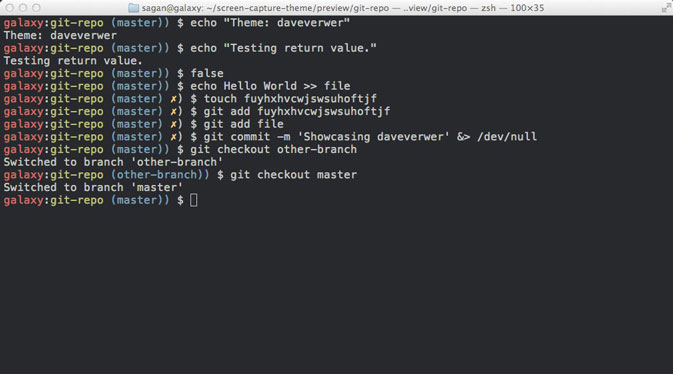 sagan@galaxy: ~/screen-capture-theme/preview/git-repo — ..view/git-repo — zsh — 100×35
galaxy:git-repo (master)) $ echo "Theme: daveverwer"
Theme: daveverwer
galaxy:git-repo (master)) $ echo "Testing return value."
Testing return value.
galaxy:git-repo (master)) $ false
galaxy:git-repo (master)) $ echo Hello World >> file
galaxy:git-repo (master) ✗) $ touch fuyhxhvcwjswsuhoftjf
galaxy:git-repo (master) ✗) $ git add fuyhxhvcwjswsuhoftjf
galaxy:git-repo (master) ✗) $ git add file
galaxy:git-repo (master) ✗) $ git commit -m 'Showcasing daveverwer' &> /dev/null
galaxy:git-repo (master)) $ git checkout other-branch
Switched to branch 'other-branch'
galaxy:git-repo (other-branch)) $ git checkout master
Switched to branch 'master'
galaxy:git-repo (master)) $